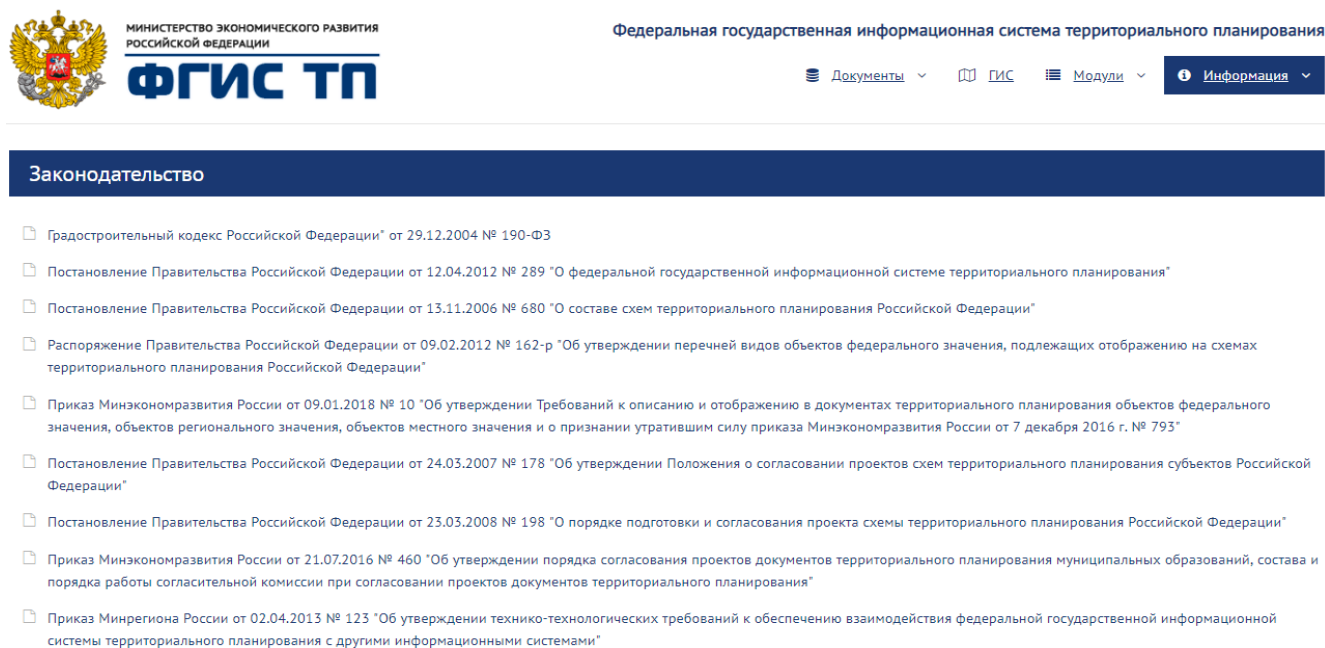 МИНИСТЕРСТВО ЭКОНОМИЧЕСКОГО РАЗВИТИЯ
РОССИЙСКОЙ ФЕДЕРАЦИИ
ФГИС ТП
Федеральная государственная информационная система территориального планирования
Документы
ГИС
Модули
Информация
Законодательство
Градостроительный кодекс Российской Федерации" от 29.12.2004 № 190-ФЗ
Постановление Правительства Российской Федерации от 12.04.2012 № 289 "О федеральной государственной информационной системе территориального планирования"
Постановление Правительства Российской Федерации от 13.11.2006 № 680 "О составе схем территориального планирования Российской Федерации"
Распоряжение Правительства Российской Федерации от 09.02.2012 № 162-р "Об утверждении перечней видов объектов федерального значения, подлежащих отображению на схемах
территориального планирования Российской Федерации"
Приказ Минэкономразвития России от 09.01.2018 № 10 "Об утверждении Требований к описанию и отображению в документах территориального планирования объектов федерального
значения, объектов регионального значения, объектов местного значения и о признании утратившим силу приказа Минэкономразвития России от 7 декабря 2016 г. № 793"
Постановление Правительства Российской Федерации от 24.03.2007 № 178 "Об утверждении Положения о согласовании проектов схем территориального планирования субъектов Российской
Федерации"
Постановление Правительства Российской Федерации от 23.03.2008 № 198 "О порядке подготовки и согласования проекта схемы территориального планирования Российской Федерации"
Приказ Минэкономразвития России от 21.07.2016 № 460 "Об утверждении порядка согласования проектов документов территориального планирования муниципальных образований, состава и
порядка работы согласительной комиссии при согласовании проектов документов территориального планирования"
Приказ Минрегиона России от 02.04.2013 № 123 "Об утверждении технико-технологических требований к обеспечению взаимодействия федеральной государственной информационной
системы территориального планирования с другими информационными системами"